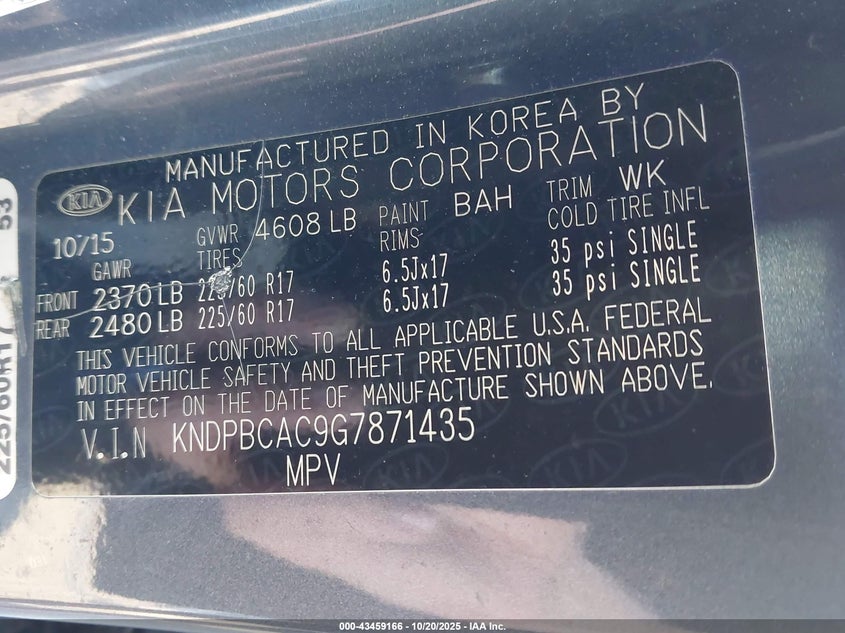 MANUFACTURED IN KOREA BY
KIA KIA MOTORS CORPORATION
10/15 GVWR 4608 LB PAINT BAH TRIM WK
GAWR TIRES RIMS COLD TIRE INFL
FRONT 2370 LB 225/60 R17 6.5Jx17 35 psi SINGLE
REAR 2480 LB 225/60 R17 6.5Jx17 35 psi SINGLE
THIS VEHICLE CONFORMS TO ALL APPLICABLE U.S.A. FEDERAL
MOTOR VEHICLE SAFETY AND THEFT PREVENTION STANDARDS
IN EFFECT ON THE DATE OF MANUFACTURE SHOWN ABOVE.
V.I.N KNDPBCAC9G7871435
MPV
225/60R17 53
000-43459166 - 10/20/2025 - IAA Inc.